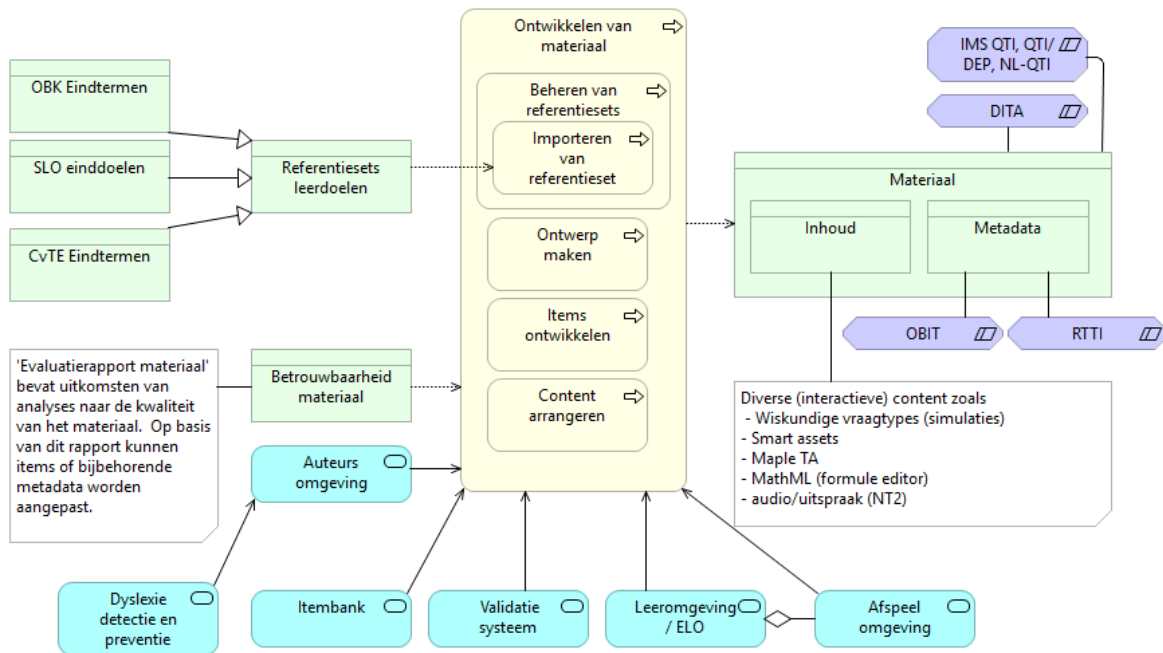 Ontwikkelen van
materiaal
IMS QTI, QTI/
DEP, NL-QTI
OBK Eindtermen
Beheren van
referentiesets
DITA
Importeren
van
referentieset
SLO einddoelen
Referentiesets
leerdoelen
Materiaal
Inhoud
Metadata
CvTE Eindtermen
Ontwerp
maken
Items
ontwikkelen
OBIT
RTTI
'Evaluatierapport materiaal'
bevat uitkomsten van
analyses naar de kwaliteit
van het materiaal. Op basis
van dit rapport kunnen
items of bijbehorende
metadata worden
aangepast.
Betrouwbaarheid
materiaal
Content
arrangeren
Diverse (interactieve) content zoals
- Wiskundige vraagtypes (simulaties)
- Smart assets
- Maple TA
- MathML (formule editor)
- audio/uitspraak (NT2)
Auteurs
omgeving
Dyslexie
detectie en
preventie
Itembank
Validatie
systeem
Leeromgeving
/ ELO
Afspeel
omgeving